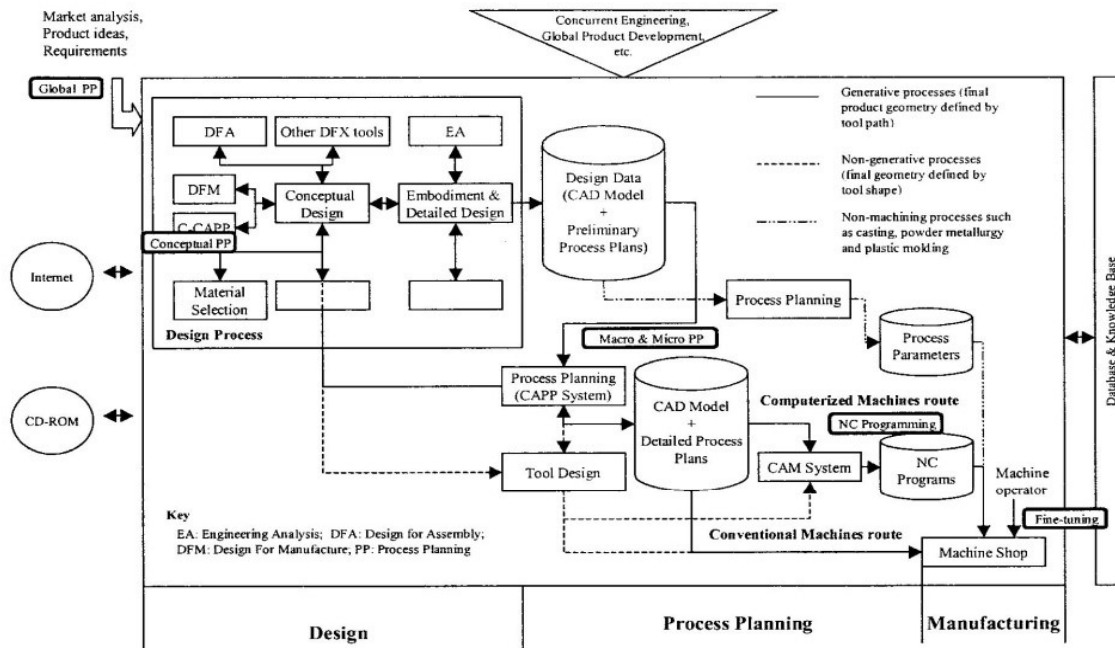 Market analysis,
Product ideas,
Requirements
Global PP
Concurrent Engineering,
Global Product Development,
etc.
Generative processes (final
product geometry defined by
tool path)
Non-generative processes
(final geometry defined by
tool shape)
Non-machining processes such
as casting, powder metallurgy
and plastic molding
DFA
Other DFX tools
EA
DFM
C-CAPP
Conceptual PP
Conceptual
Design
Embodiment &
Detailed Design
Material
Selection
Design Process
Design Data
(CAD Model
+
Preliminary
Process Plans)
Internet
CD-ROM
Process Planning
Process
Parameters
Macro & Micro PP
Process Planning
(CAPP System)
CAD Model
+
Detailed Process
Plans
Computerized Machines route
NC Programming
Tool Design
CAM System
NC
Programs
Machine
operator
Fine-tuning
Conventional Machines route
Machine Shop
Database & Knowledge Base
Key
EA: Engineering Analysis; DFA: Design for Assembly;
DFM: Design For Manufacture; PP: Process Planning
Design
Process Planning
Manufacturing